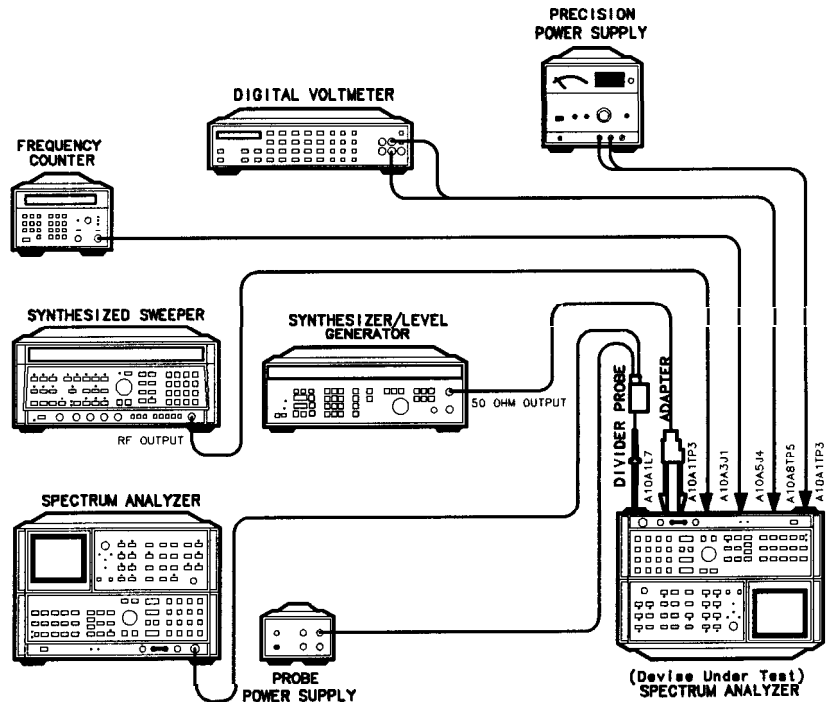 PRECISION
POWER SUPPLY
DIGITAL VOLTMETER
FREQUENCY
COUNTER
SYNTHESIZED SWEEPER
SYNTHESIZER/LEVEL
GENERATOR
50 OHM OUTPUT
RF OUTPUT
DIVIDER PROBE
ADAPTER
A10A1L7
A10A1TP3
A10A3J1
A10A5J4
A10A8TP5
A10A1TP3
SPECTRUM ANALYZER
PROBE
POWER SUPPLY
(Devise Under Test)
SPECTRUM ANALYZER